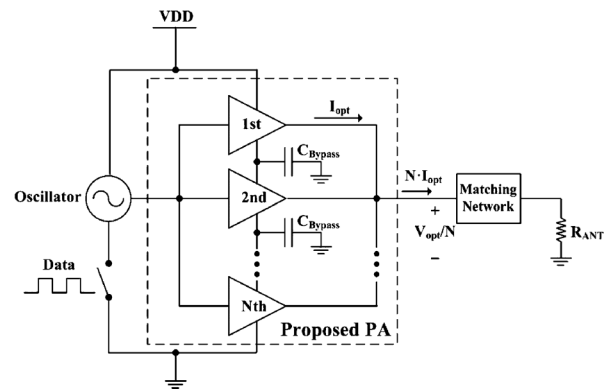 VDD
1st
I_opt
C_Bypass
N·I_opt
Oscillator
2nd
Matching
Network
+
V_opt/N
−
R_ANT
C_Bypass
Data
Nth
Proposed PA